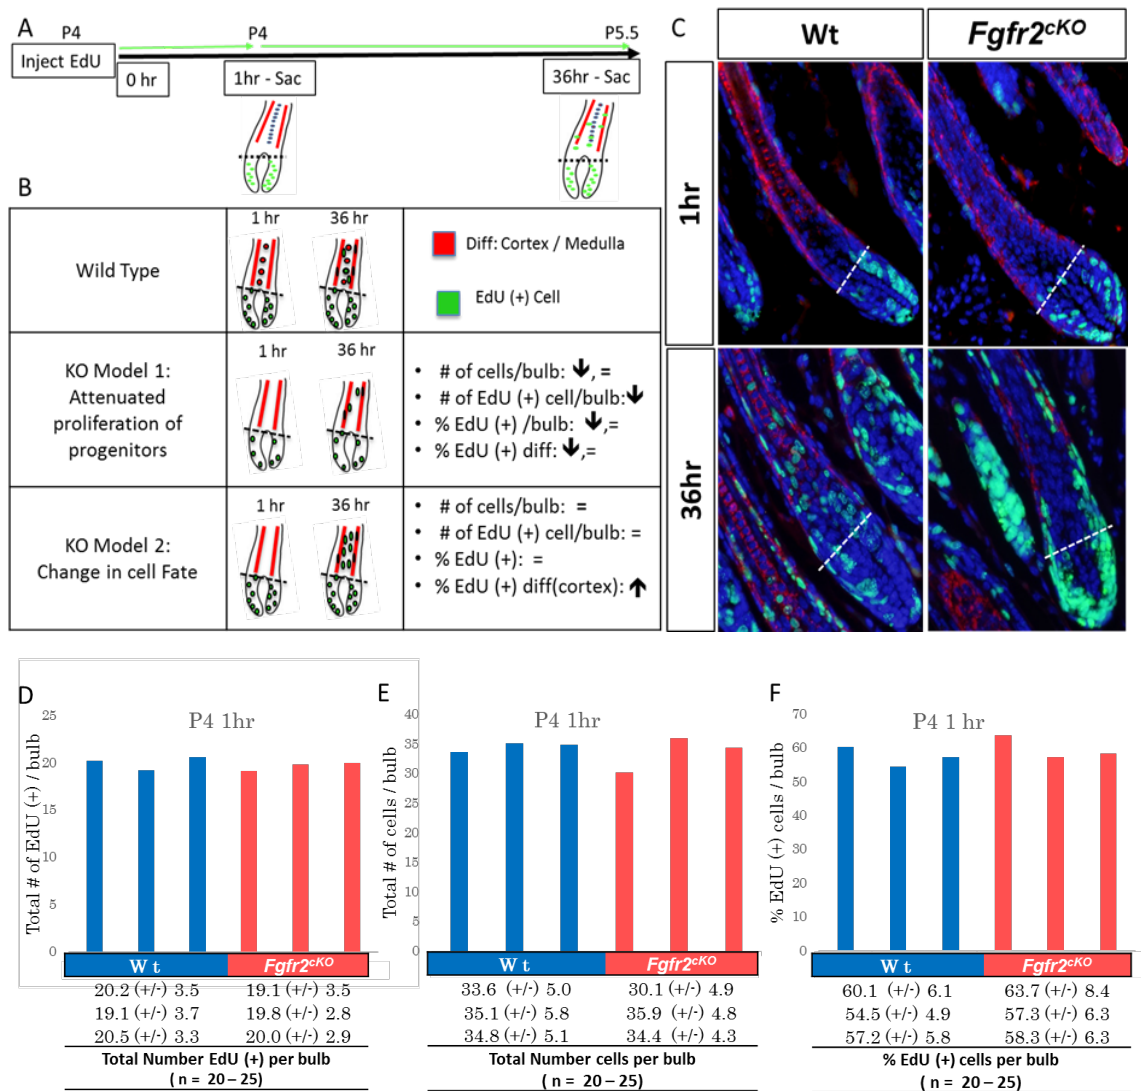 A
P4
P4
P5.5
Inject EdU
0 hr
1hr - Sac
36hr - Sac
B
Wild Type
1 hr
36 hr
Diff: Cortex / Medulla
EdU (+) Cell
KO Model 1:
Attenuated
proliferation of
progenitors
1 hr
36 hr
• # of cells/bulb: 🡻, =
• # of EdU (+) cell/bulb:🡻
• % EdU (+) /bulb: 🡻,=
• % EdU (+) diff: 🡻,=
KO Model 2:
Change in cell Fate
1 hr
36 hr
• # of cells/bulb: =
• # of EdU (+) cell/bulb: =
• % EdU (+): =
• % EdU (+) diff(cortex): 🡹
C
Wt
Fgfr2cKO
1hr
36hr
D
P4 1hr
Total # of EdU (+) / bulb
25
20
15
10
5
0
W t
Fgfr2cKO
20.2 (+/-) 3.5 19.1 (+/-) 3.5
19.1 (+/-) 3.7 19.8 (+/-) 2.8
20.5 (+/-) 3.3 20.0 (+/-) 2.9
Total Number EdU (+) per bulb
( n = 20 – 25)
E
P4 1hr
Total # of cells / bulb
40
35
30
25
20
15
10
5
0
W t
Fgfr2cKO
33.6 (+/-) 5.0 30.1 (+/-) 4.9
35.1 (+/-) 5.8 35.9 (+/-) 4.8
34.8 (+/-) 5.1 34.4 (+/-) 4.3
Total Number cells per bulb
( n = 20 – 25)
F
P4 1 hr
% EdU (+) cells / bulb
70
60
50
40
30
20
10
0
W t
Fgfr2cKO
60.1 (+/-) 6.1 63.7 (+/-) 8.4
54.5 (+/-) 4.9 57.3 (+/-) 6.3
57.2 (+/-) 5.8 58.3 (+/-) 6.3
% EdU (+) cells per bulb
( n = 20 – 25)